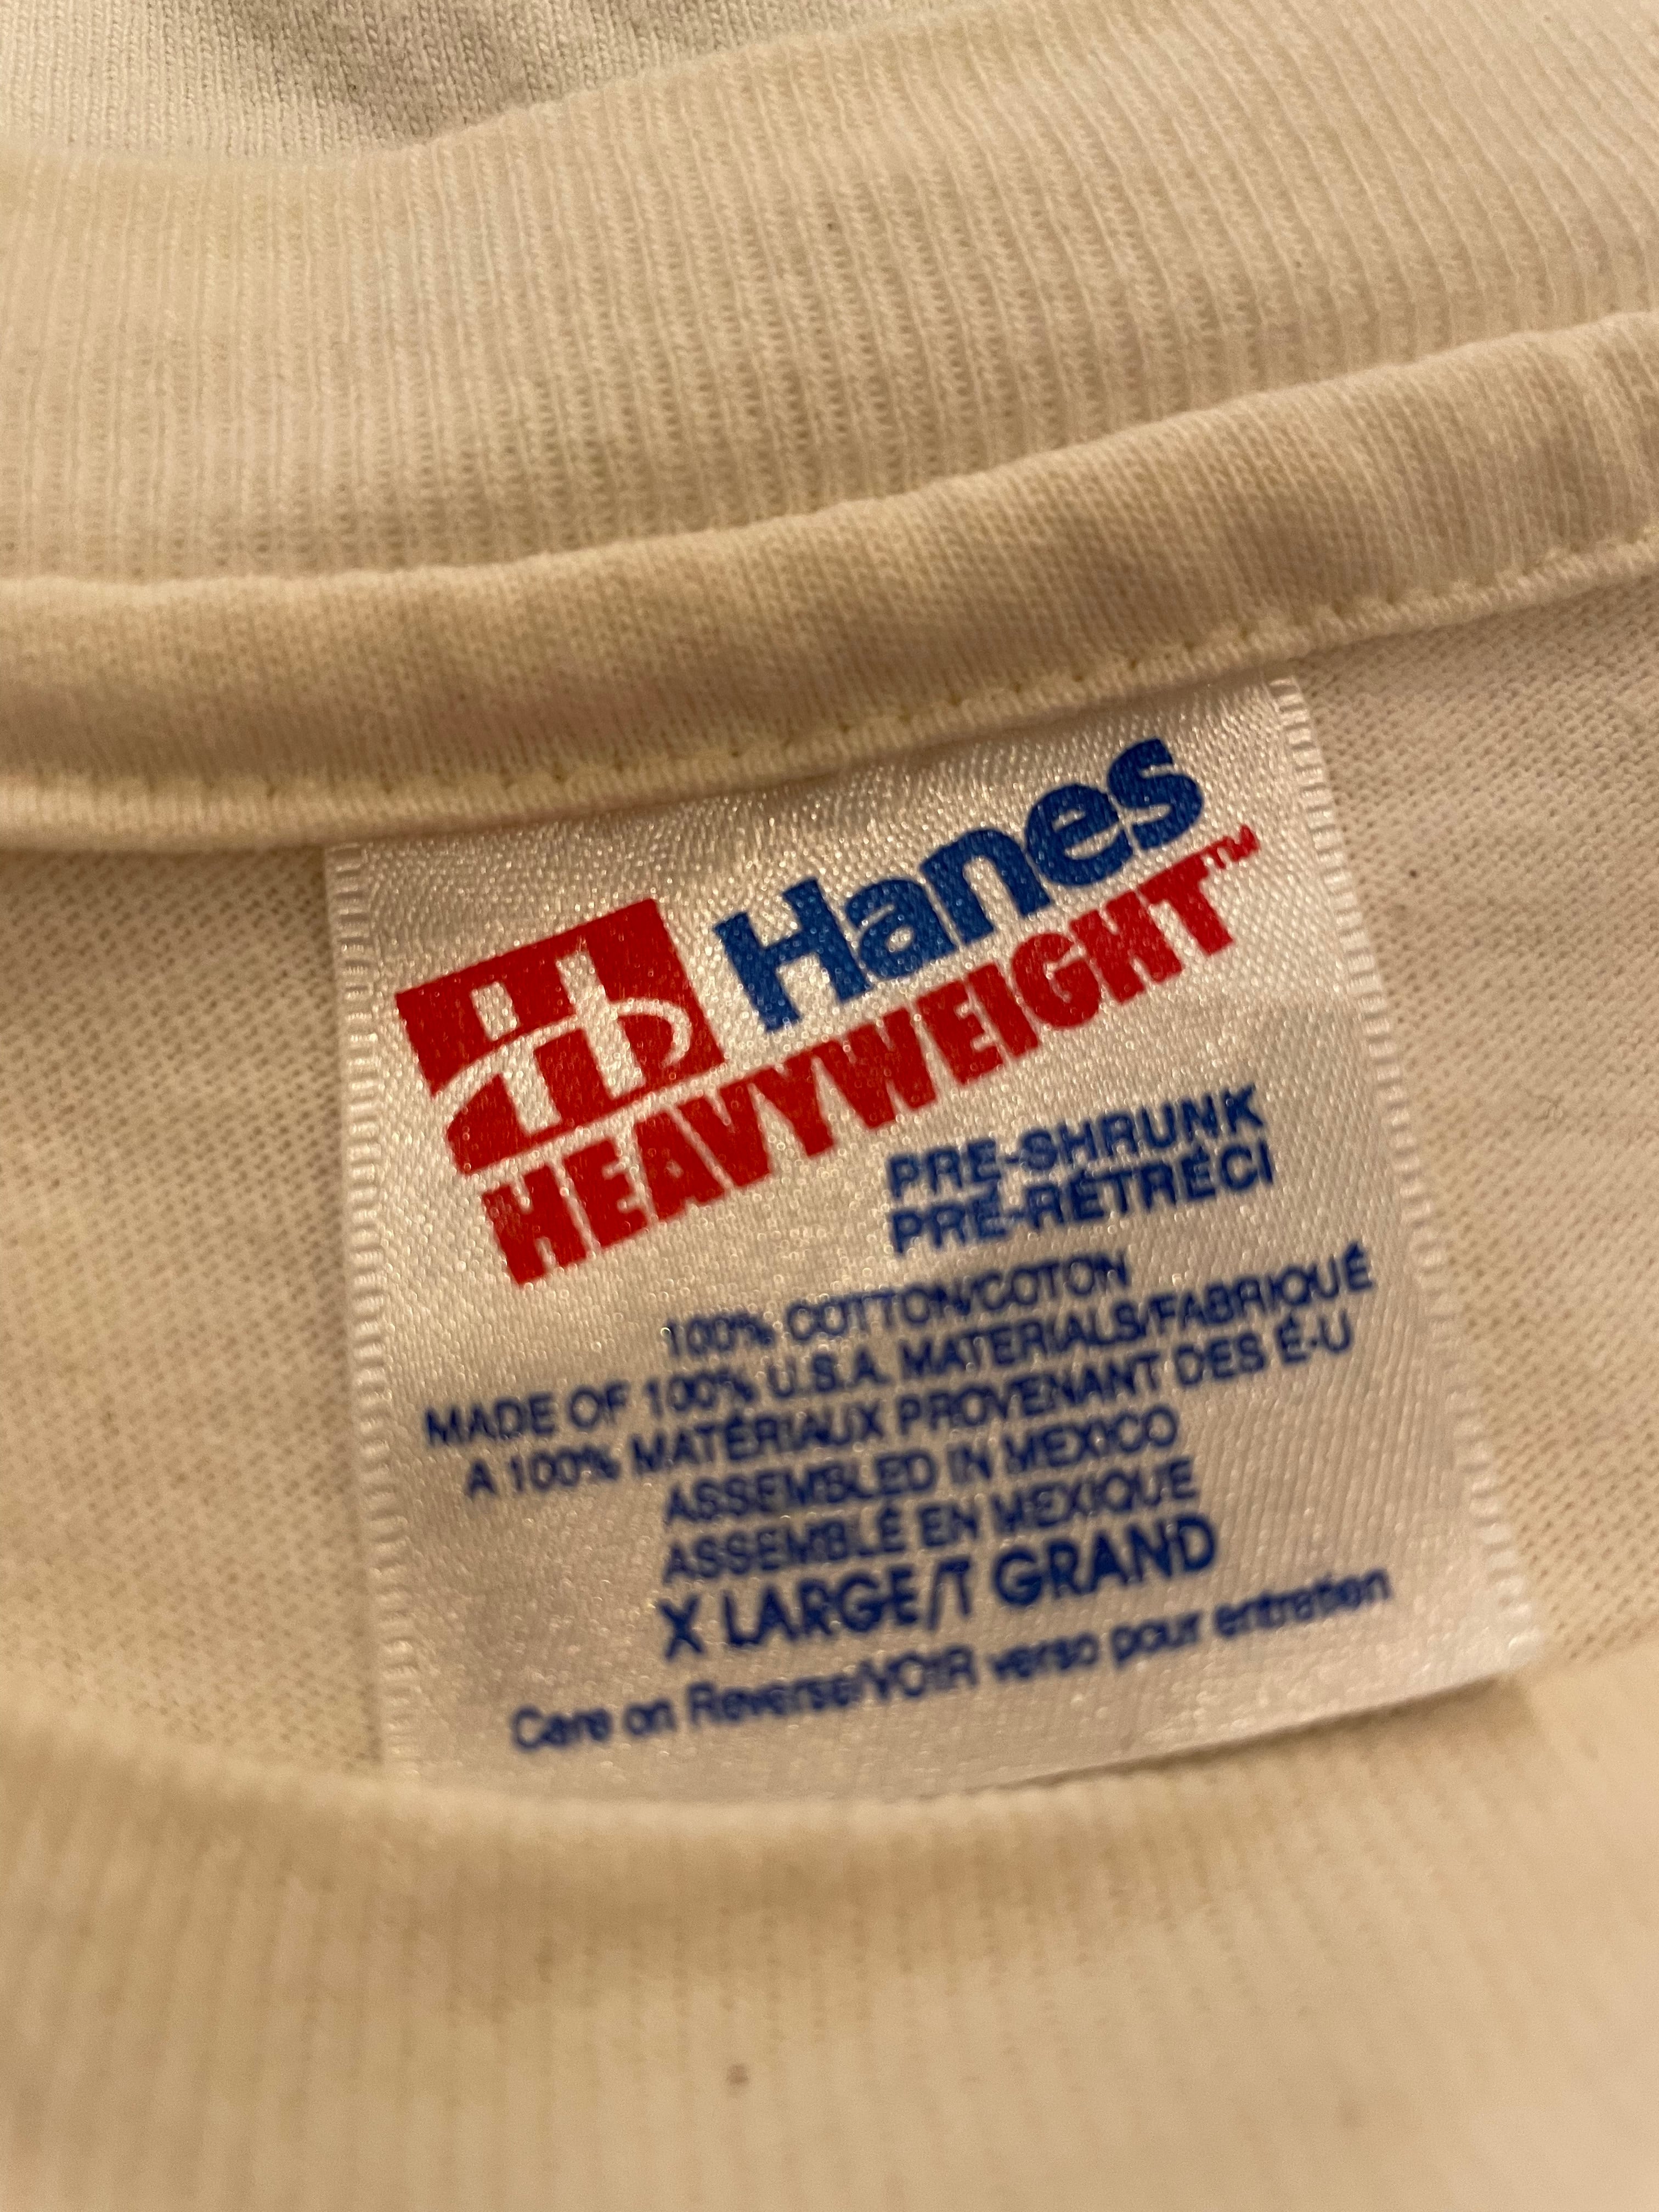 Hanes
HEAVYWEIGHT™
PRE-SHRUNK
PRÉ-RÉTRÉCI
100% COTTON/COTON
MADE OF 100% U.S.A. MATERIALS/FABRIQUÉ
A 100% MATÉRIAUX PROVENANT DES É-U
ASSEMBLED IN MEXICO
ASSEMBLÉ EN MEXIQUE
X LARGE/T GRAND
Care on Reverse/VOIR verso pour entratien